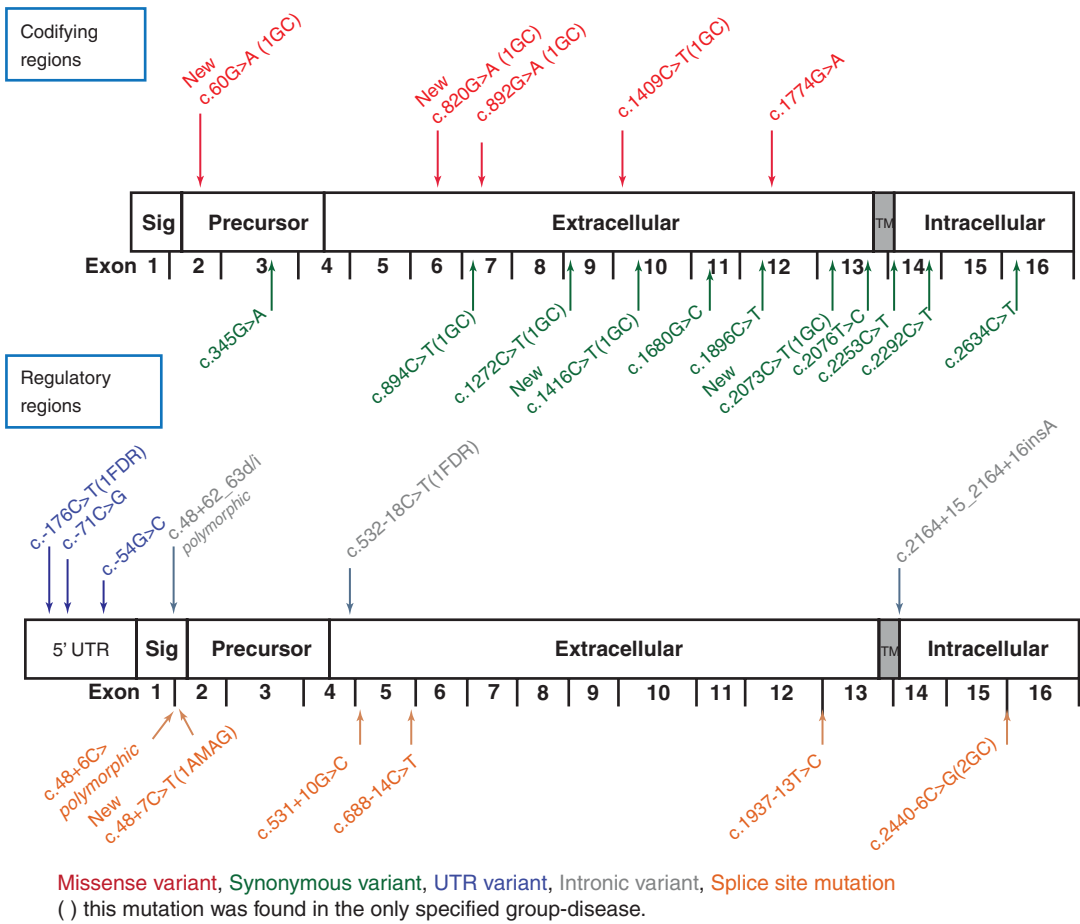 Codifying
regions
New
c.60G>A (1GC)
New
c.820G>A (1GC)
c.892G>A (1GC)
c.1409C>T(1GC)
c.1774G>A
Sig Precursor Extracellular TM Intracellular
Exon 1 2 3 4 5 6 7 8 9 10 11 12 13 14 15 16
c.345G>A
c.894C>T(1GC)
c.1272C>T(1GC)
New
c.1416C>T(1GC)
c.1680G>C
c.1896C>T
New
c.2073C>T(1GC)
c.2076T>C
c.2253C>T
c.2292C>T
c.2634C>T
Regulatory
regions
c.-176C>T(1FDR)
c.-71C>G
c.-54G>C
c.48+62_63d/i
polymorphic
c.532-18C>T(1FDR)
c.2164+15_2164+16insA
5' UTR Sig Precursor Extracellular TM Intracellular
Exon 1 2 3 4 5 6 7 8 9 10 11 12 13 14 15 16
c.48+6C>
polymorphic
New
c.48+7C>T(1AMAG)
c.531+10G>C
c.688-14C>T
c.1937-13T>C
c.2440-6C>G(2GC)
Missense variant, Synonymous variant, UTR variant, Intronic variant, Splice site mutation
( ) this mutation was found in the only specified group-disease.